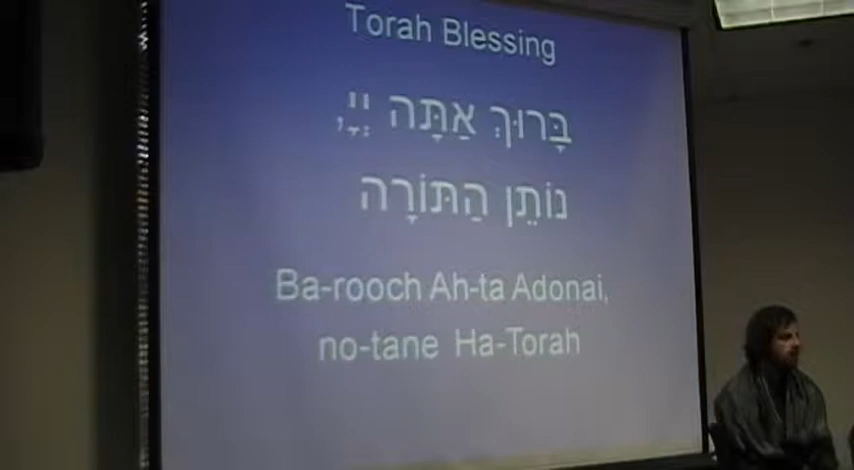 Torah Blessing
בָּרוּךְ אַתָּה יְיָ,
נוֹתֵן הַתּוֹרָה
Ba-rooch Ah-ta Adonai,
no-tane Ha-Torah